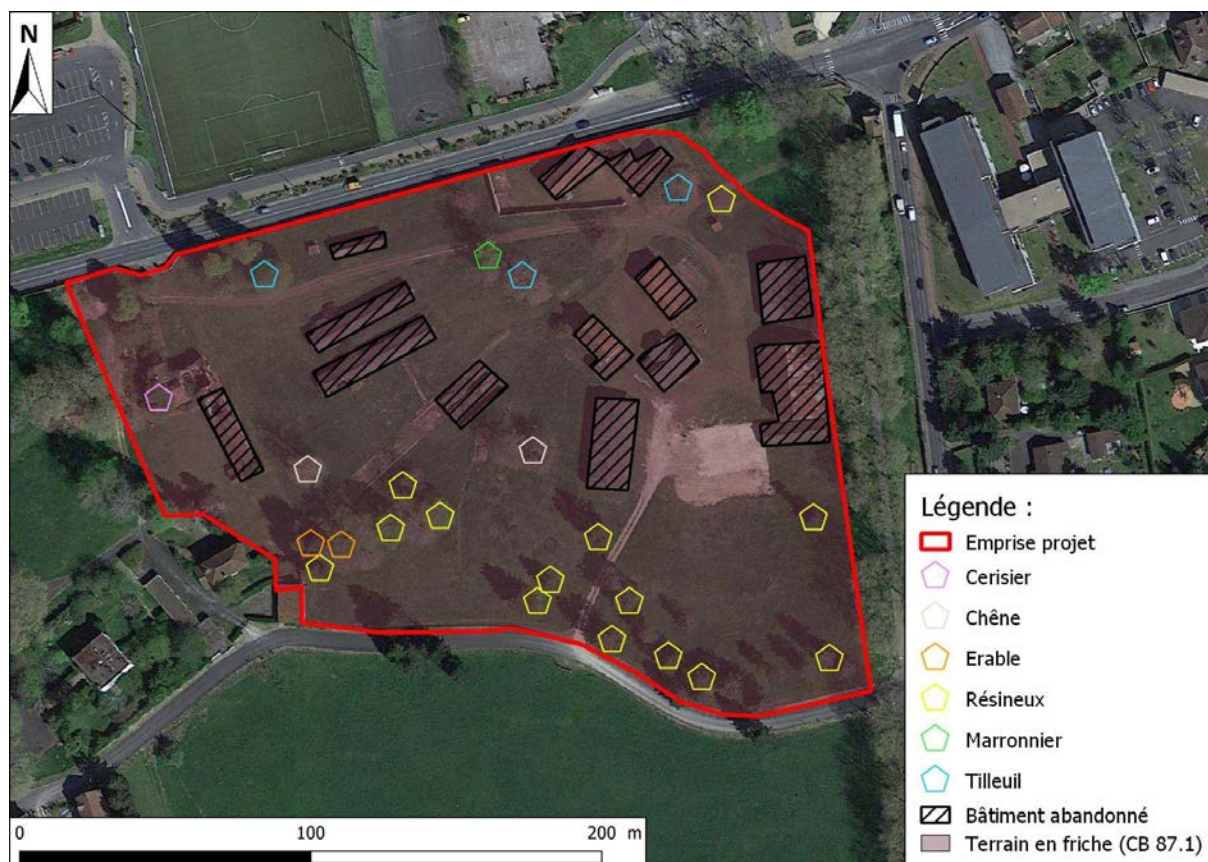 N
Légende :
Emprise projet
Cerisier
Chêne
Erable
Résineux
Marronnier
Tilleuil
Bâtiment abandonné
Terrain en friche (CB 87.1)
0 100 200 m